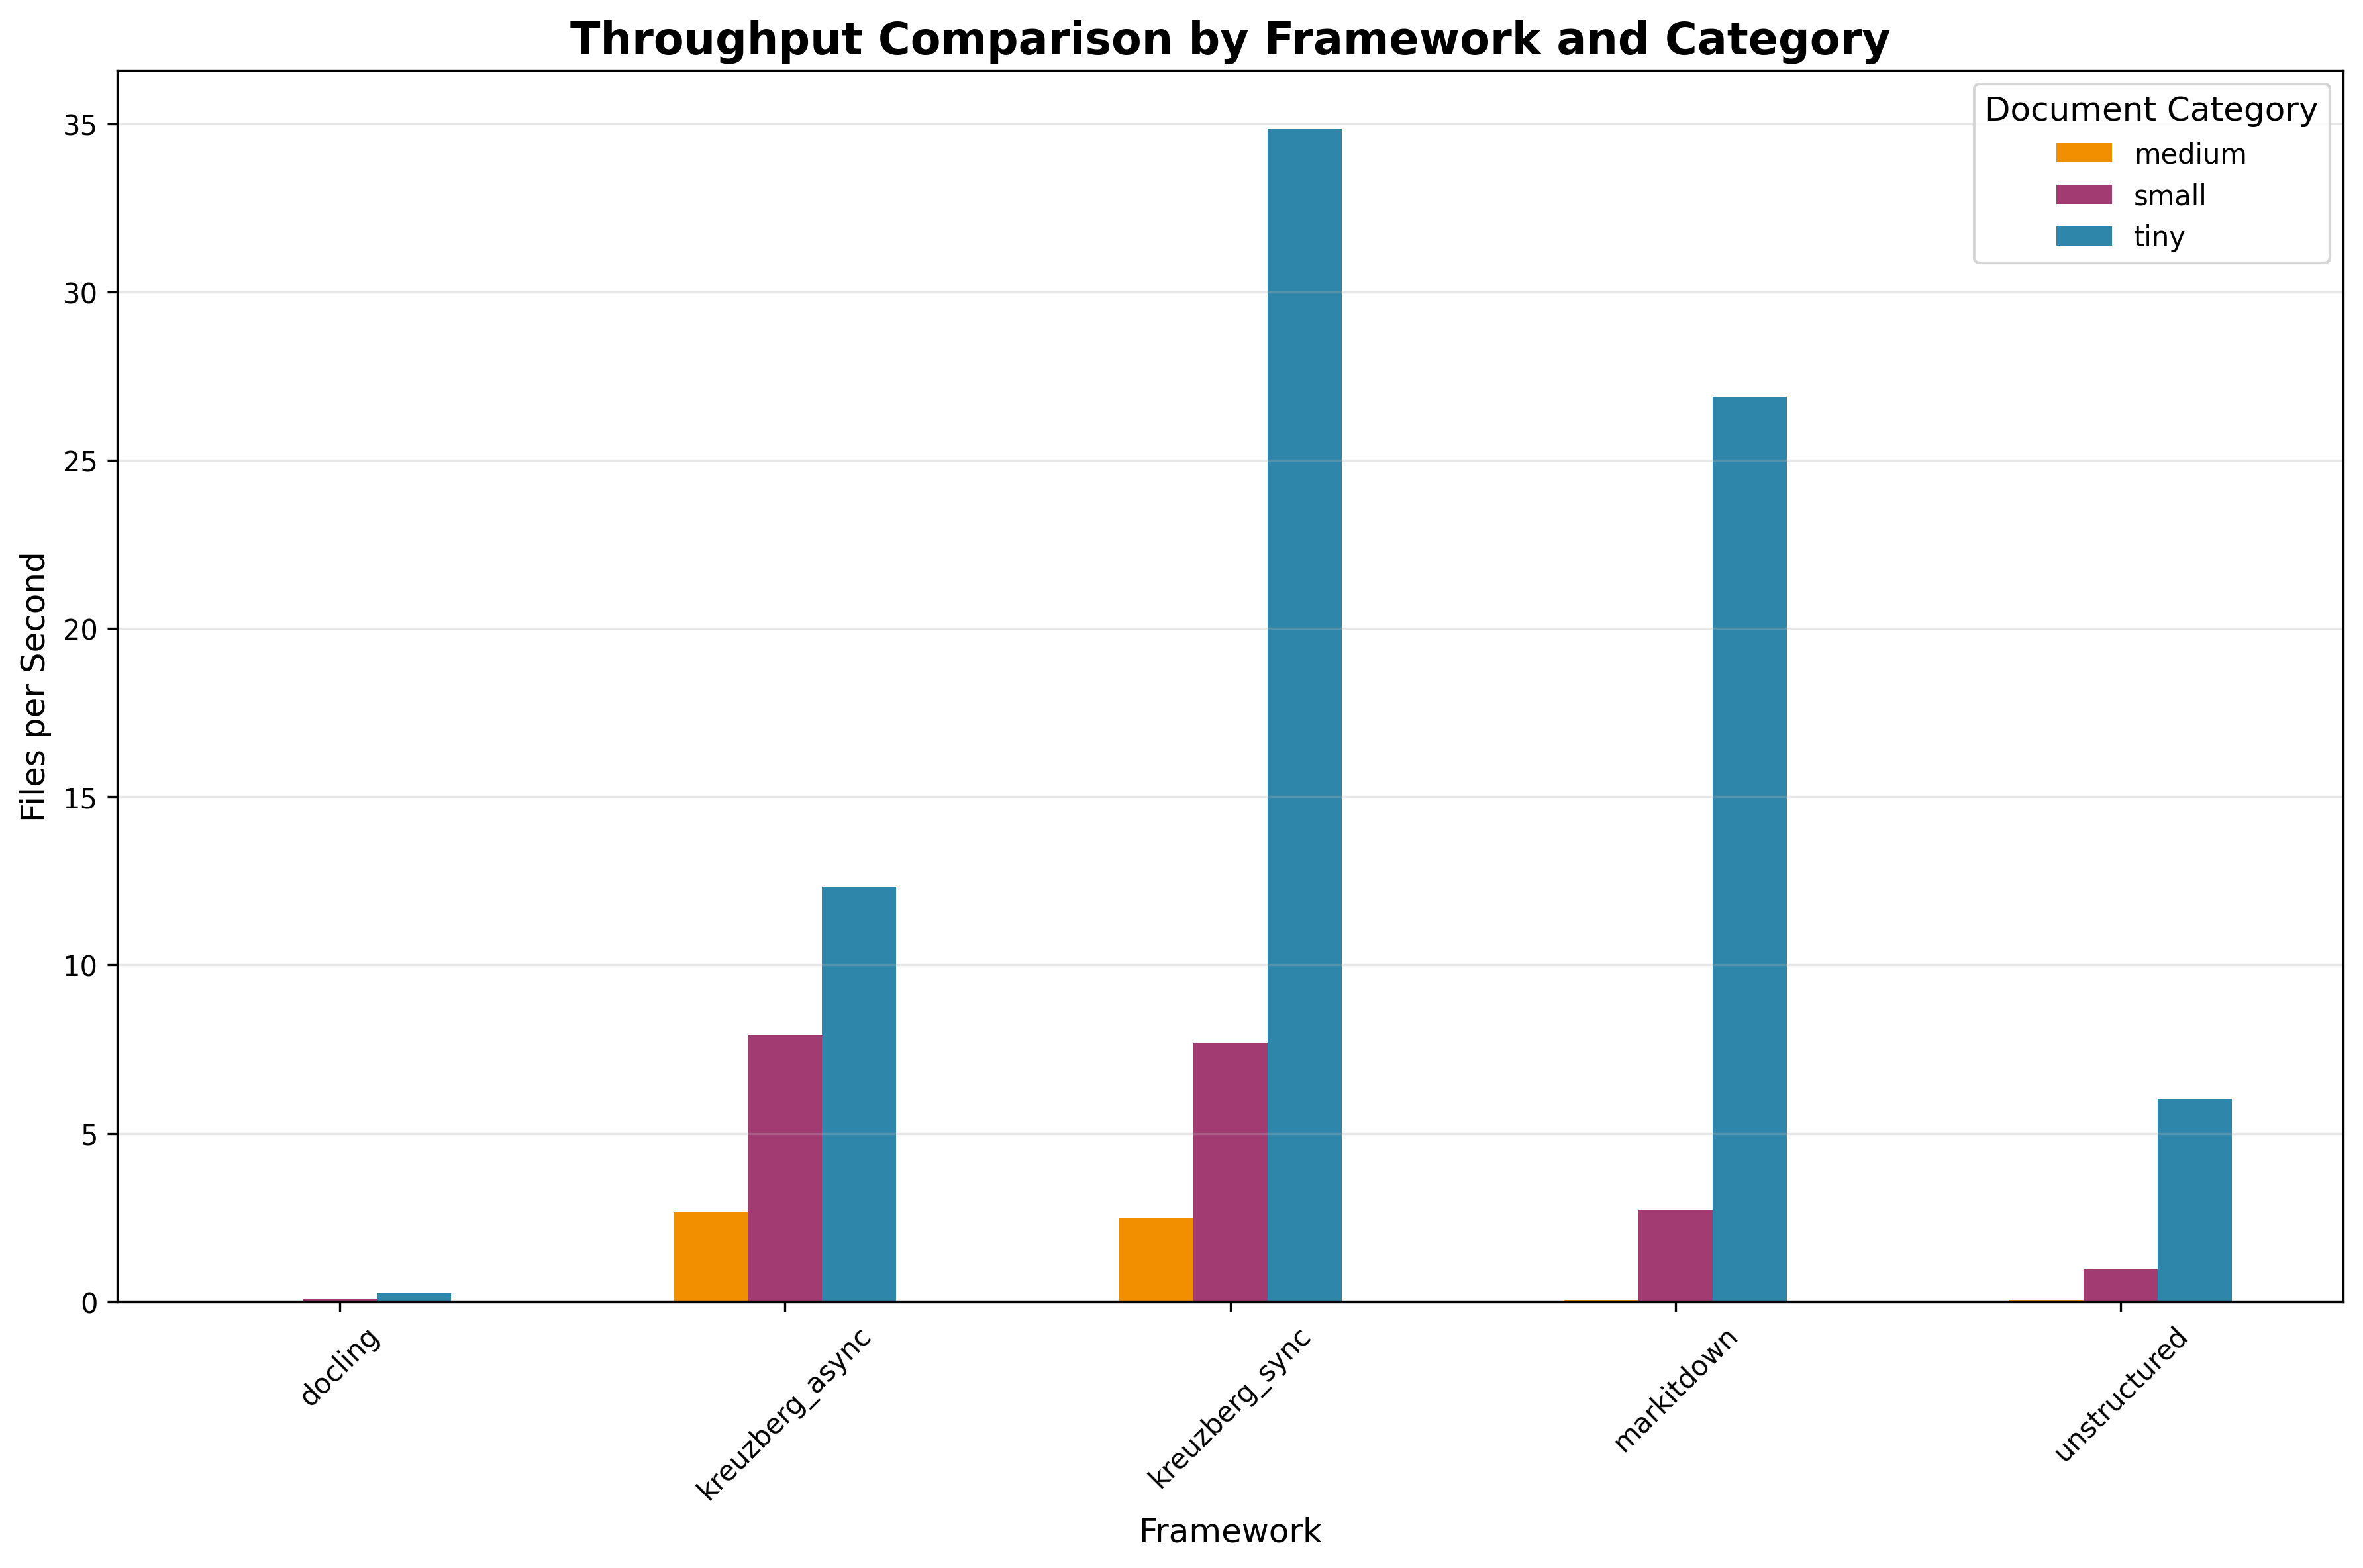 Throughput Comparison by Framework and Category
Document Category
medium
small
tiny
Files per Second
35
30
25
20
15
10
5
0
docling
kreuzberg_async
kreuzberg_sync
markitdown
unstructured
Framework